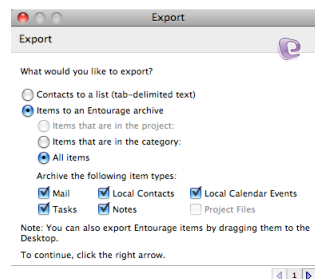 Export
Export
What would you like to export?
Contacts to a list (tab-delimited text)
Items to an Entourage archive
Items that are in the project:
Items that are in the category:
All items
Archive the following item types:
Mail Local Contacts Local Calendar Events
Tasks Notes Project Files
Note: You can also export Entourage items by dragging them to the
Desktop.
To continue, click the right arrow.
1